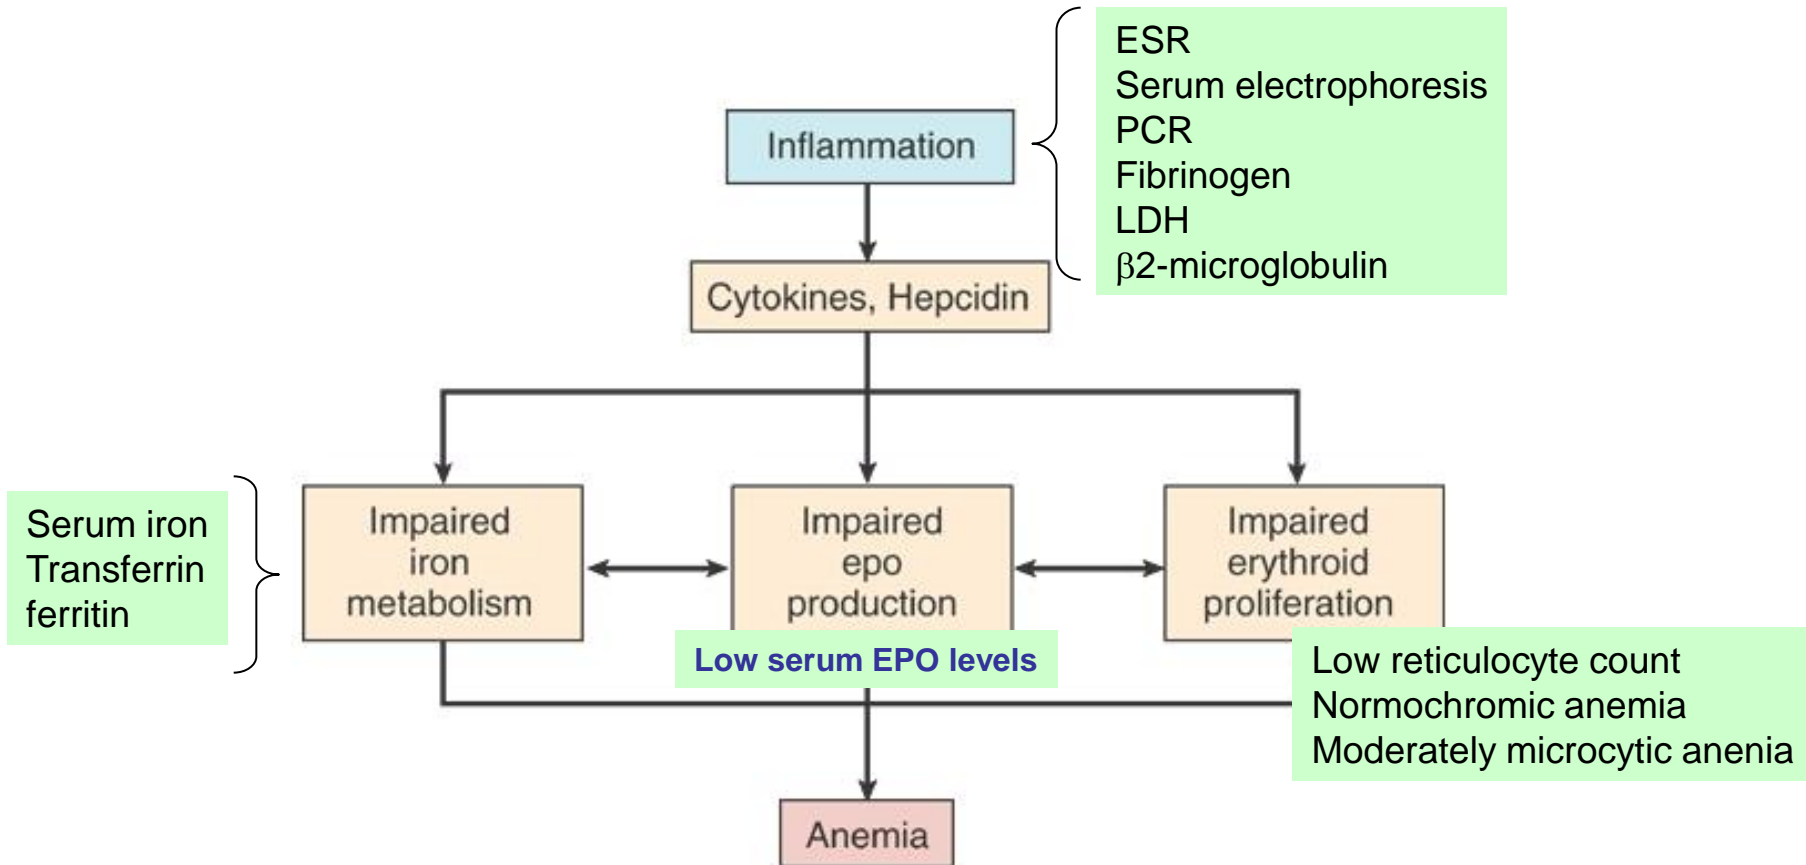 ESR
Serum electrophoresis
PCR
Fibrinogen
LDH
β2-microglobulin
Inflammation
Cytokines, Hepcidin
Serum iron
Transferrin
ferritin
Impaired
iron
metabolism
Impaired
epo
production
Low serum EPO levels
Impaired
erythroid
proliferation
Low reticulocyte count
Normochromic anemia
Moderately microcytic anenia
Anemia